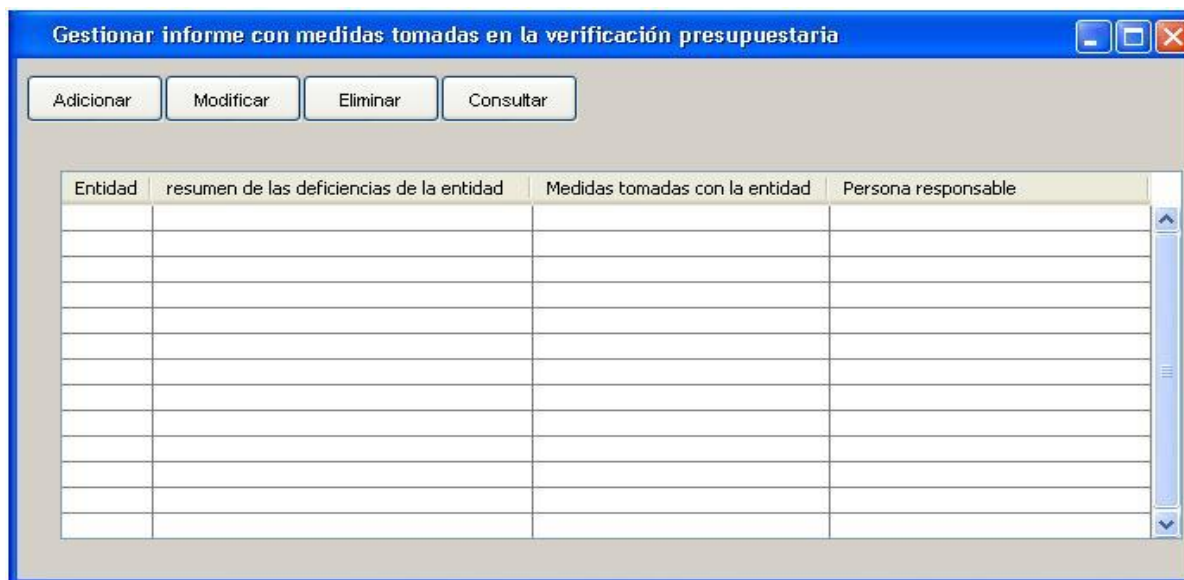 Gestionar informe con medidas tomadas en la verificación presupuestaria
Adicionar Modificar Eliminar Consultar
Entidad resumen de las deficiencias de la entidad Medidas tomadas con la entidad Persona responsable